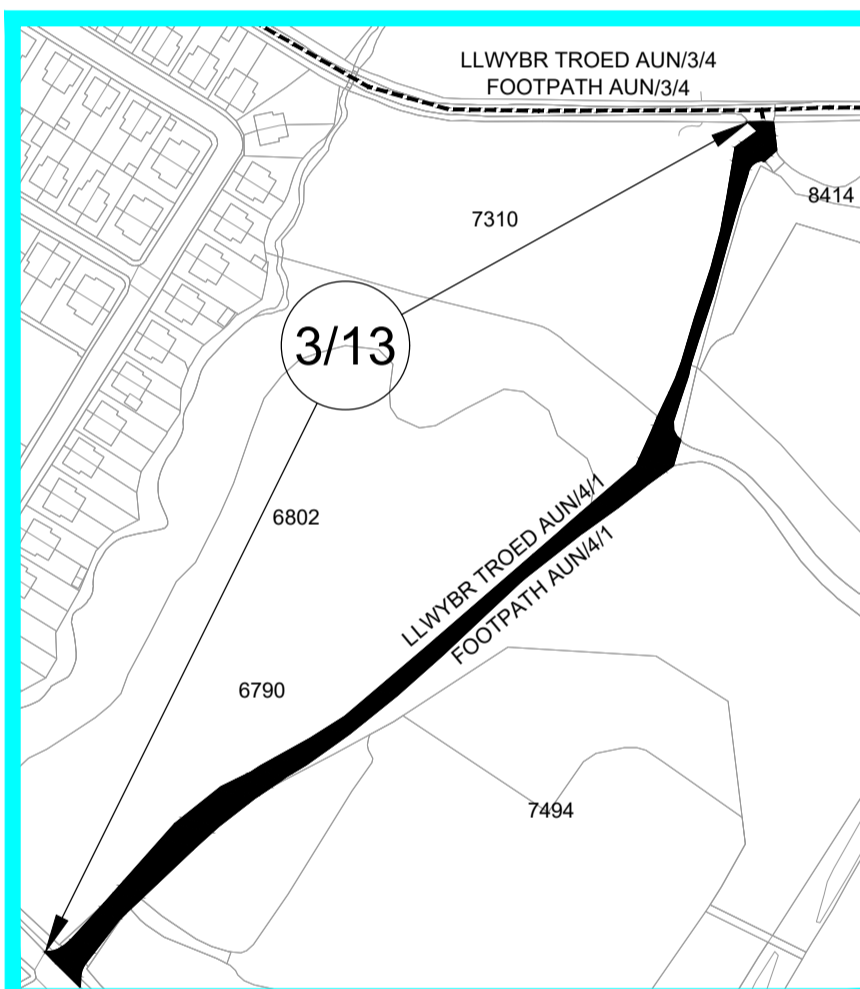 LLWYBR TROED AUN/3/4
FOOTPATH AUN/3/4
8414
7310
3/13
6802
LLWYBR TROED AUN/4/1
FOOTPATH AUN/4/1
6790
7494